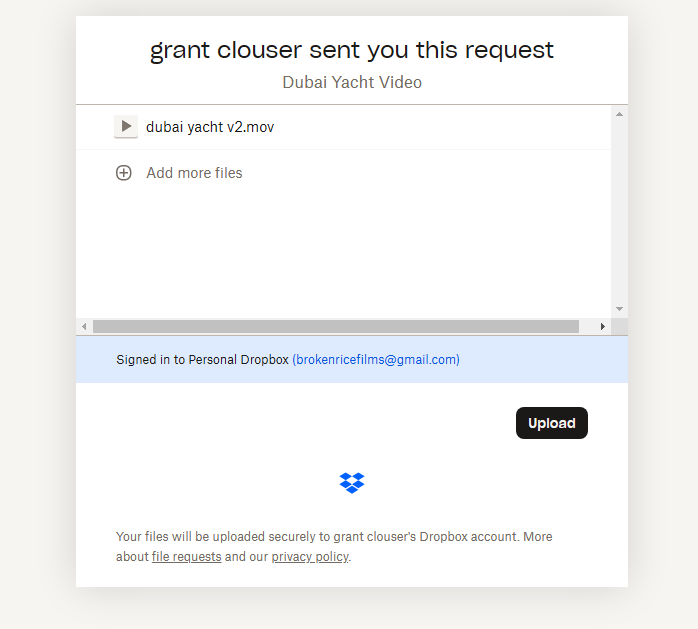 grant clouser sent you this request
Dubai Yacht Video
dubai yacht v2.mov
Add more files
Signed in to Personal Dropbox (brokenricefilms@gmail.com)
Upload
Your files will be uploaded securely to grant clouser's Dropbox account. More
about file requests and our privacy policy.